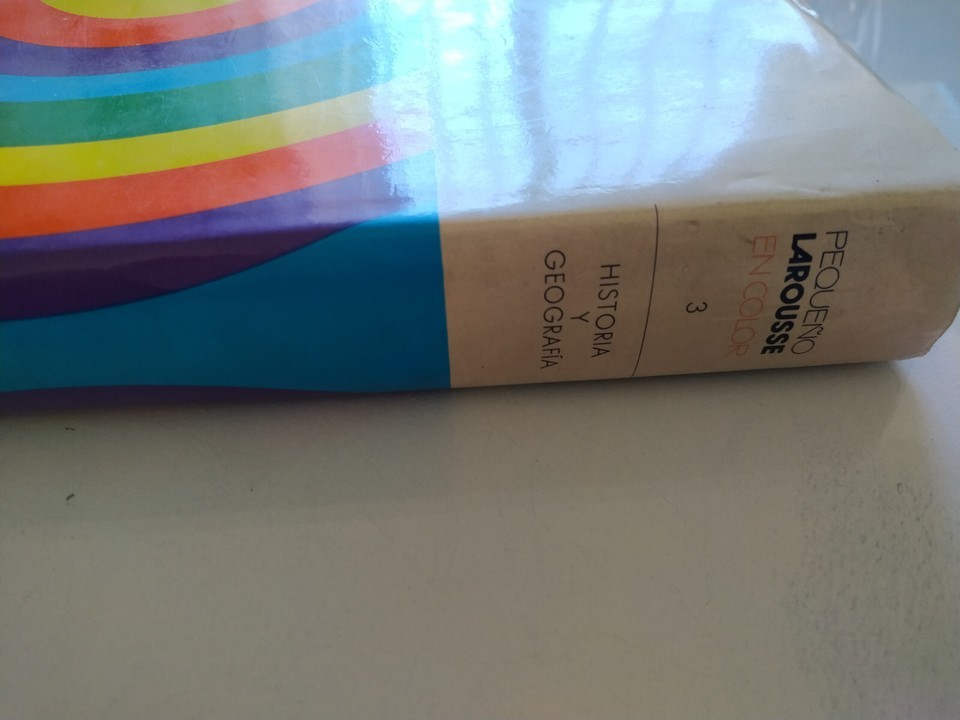 PEQUEÑO
LAROUSSE
EN COLOR
3
HISTORIA
Y
GEOGRAFÍA